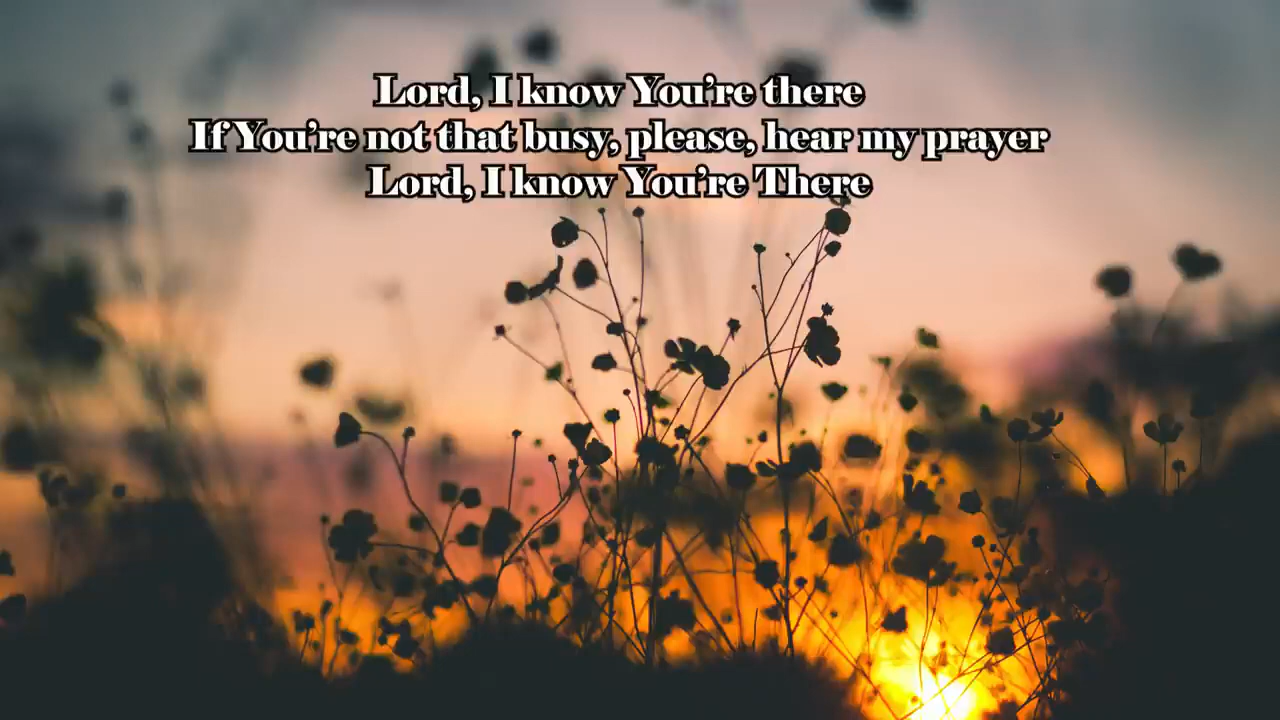 Lord, I know You're there
If You're not that busy, please, hear my prayer
Lord, I know You're There